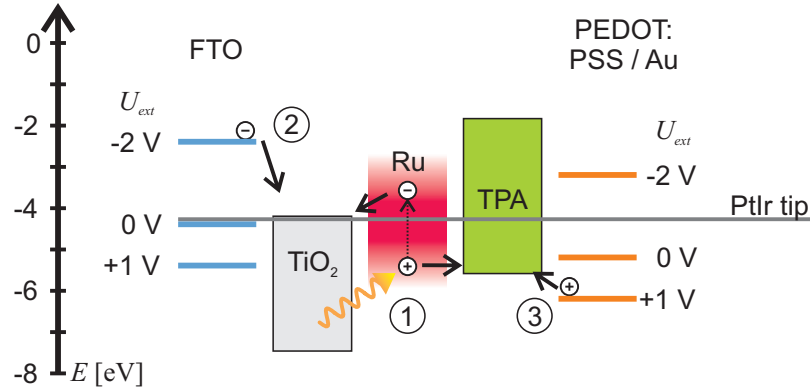 0
-2
-4
-6
-8
E [eV]
FTO
Uext
-2 V
0 V
+1 V
−
2
TiO2
Ru
−
+
1
TPA
3
+
PEDOT:
PSS / Au
Uext
-2 V
PtIr tip
0 V
+1 V